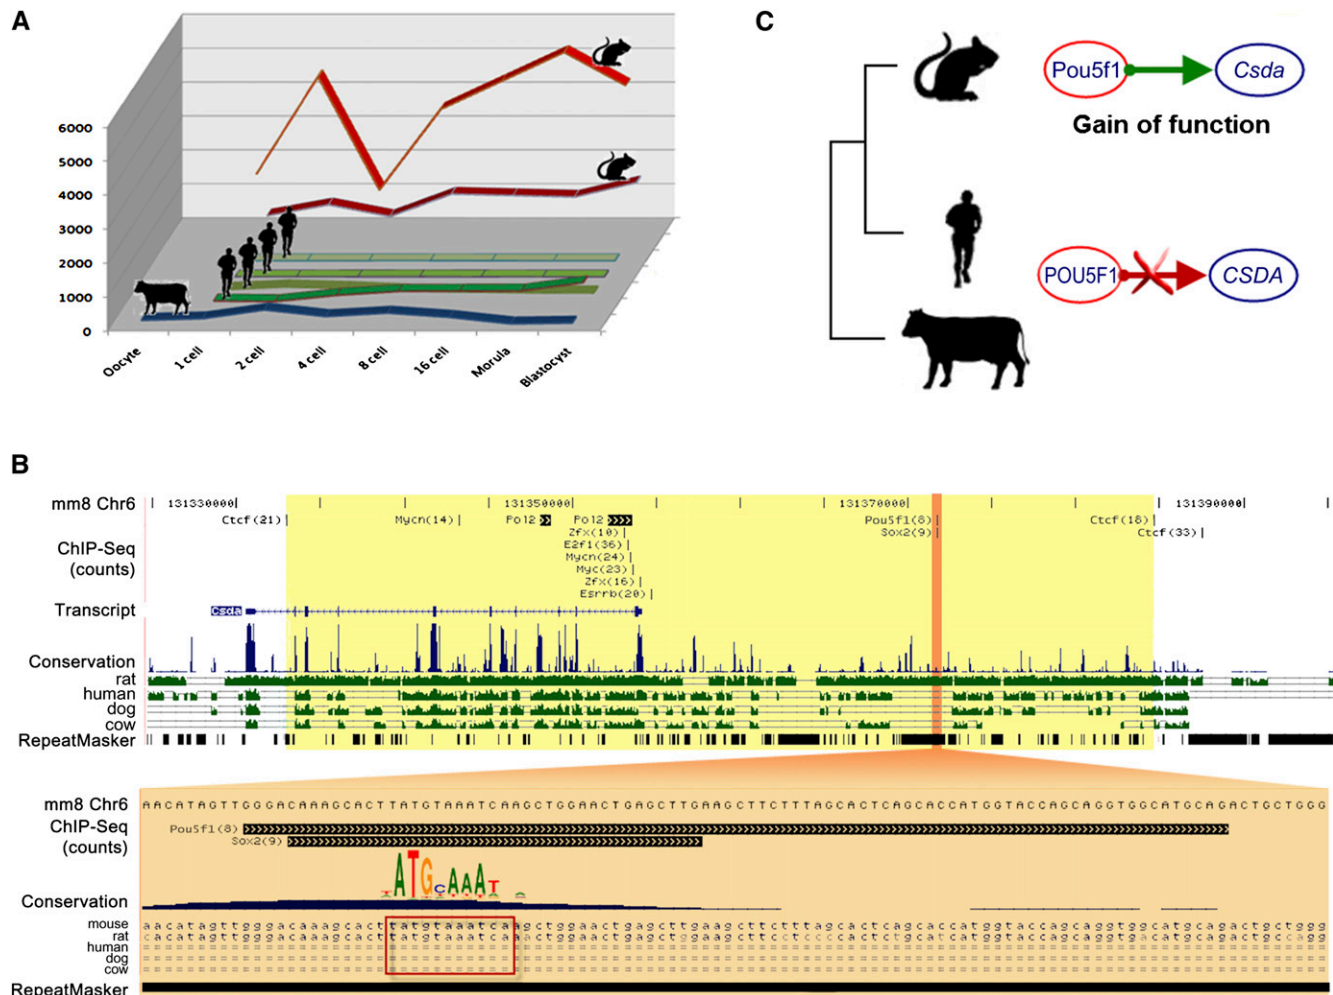 A
6000
5000
4000
3000
2000
1000
0
Oocyte
1 cell
2 cell
4 cell
8 cell
16 cell
Morula
Blastocyst
C
Pou5f1
Csda
Gain of function
POU5F1
CSDA
B
mm8 Chr6
131330000|
131350000|
131370000|
131390000|
Ctcf(21)
Mycn(14)
Pol2
Pol2
Pou5f1(8)
Ctcf(18)
Zfx(10)
Sox2(9)
Ctcf(33)
ChIP-Seq
(counts)
E2f1(36)
Mycn(24)
Myc(23)
Zfx(16)
Esrrb(20)
Transcript
Csda
Conservation
rat
human
dog
cow
RepeatMasker
mm8 Chr6
AACATAGTTGGGACAAAGCACTTATGTAAATCAAGCTGGAACTGAGCTTGAAGCTTCTTTAGCACTCAGCACCATGGTACCAGCAGGTGGCATGCAGACTGCTGGG
ChIP-Seq
(counts)
Pou5f1(8)
Sox2(9)
ATGCAAAT
Conservation
mouse
aacatagttgggacaaagcacttatgtaaatcaagctggaactgagcttgaagcttctttagcactcagcaccatggtaccagcaggtggcatgcagactgctggg
rat
human
dog
cow
RepeatMasker